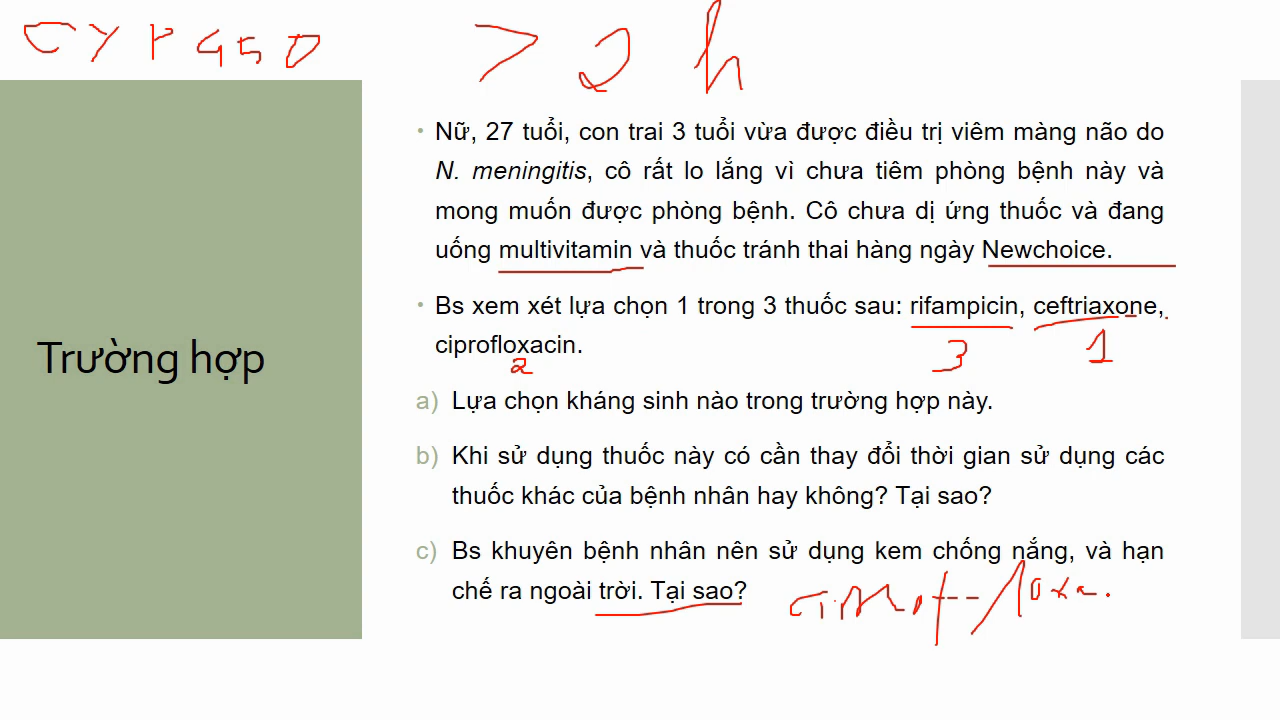 CYP450 > 2h
Nữ, 27 tuổi, con trai 3 tuổi vừa được điều trị viêm màng não do
N. meningitis, cô rất lo lắng vì chưa tiêm phòng bệnh này và
mong muốn được phòng bệnh. Cô chưa dị ứng thuốc và đang
uống multivitamin và thuốc tránh thai hàng ngày Newchoice.
Bs xem xét lựa chọn 1 trong 3 thuốc sau: rifampicin, ceftriaxone,
3 1
ciprofloxacin.
2
Trường hợp
a) Lựa chọn kháng sinh nào trong trường hợp này.
b) Khi sử dụng thuốc này có cần thay đổi thời gian sử dụng các
thuốc khác của bệnh nhân hay không? Tại sao?
c) Bs khuyên bệnh nhân nên sử dụng kem chống nắng, và hạn
chế ra ngoài trời. Tại sao?